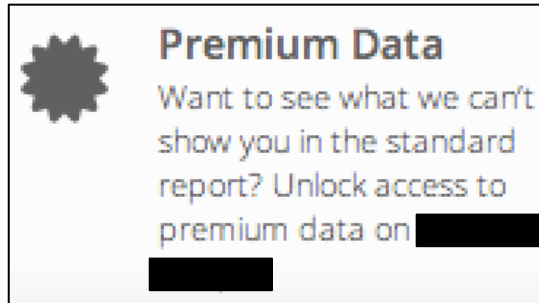 Premium Data
Want to see what we can't
show you in the standard
report? Unlock access to
premium data on